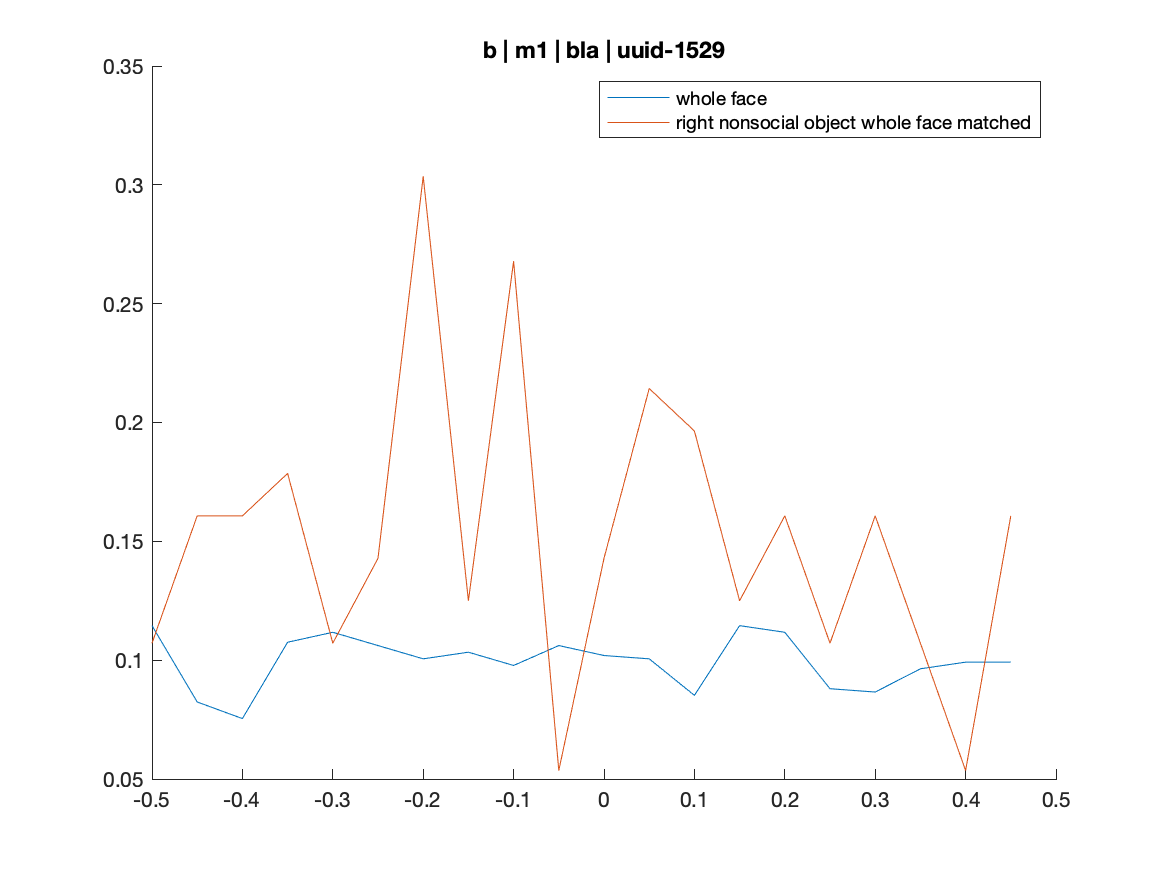 b | m1 | bla | uuid-1529
whole face
right nonsocial object whole face matched
0.35
0.3
0.25
0.2
0.15
0.1
0.05
-0.5 -0.4 -0.3 -0.2 -0.1 0 0.1 0.2 0.3 0.4 0.5